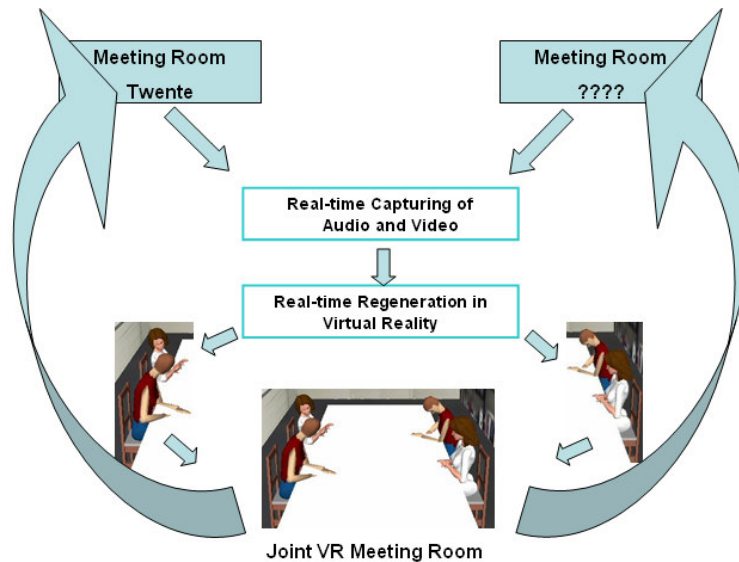 Meeting Room
Twente
Meeting Room
????
Real-time Capturing of
Audio and Video
Real-time Regeneration in
Virtual Reality
Joint VR Meeting Room